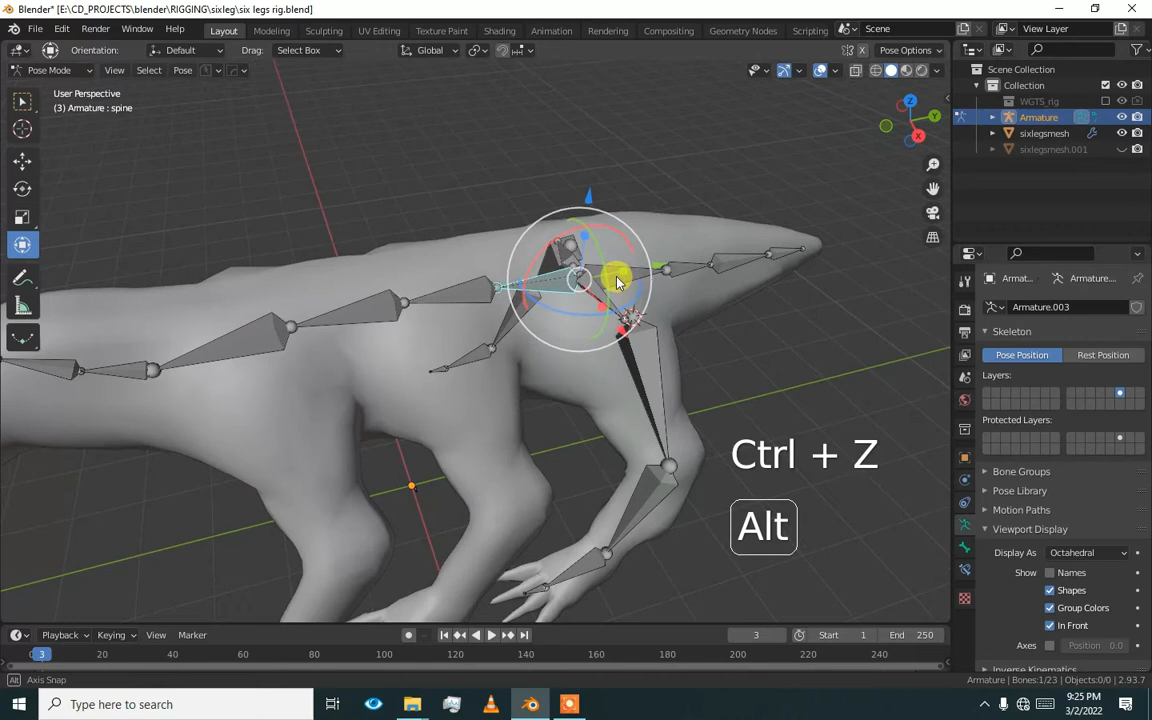 Blender* [E:\CD_PROJECTS\blender\RIGGING\sixleg\six legs rig.blend]
File Edit Render Window Help Layout Modeling Sculpting UV Editing Texture Paint Shading Animation Rendering Compositing Geometry Nodes Scripting Scene View Layer
Orientation: Default Drag: Select Box Global X Pose Options
Pose Mode View Select Pose
Scene Collection
Collection
User Perspective
(3) Armature : spine
WGTS_rig
Armature
sixlegsmesh
sixlegsmesh.001
Z
Y
X
Armat... Armature....
Armature.003
Skeleton
Pose Position Rest Position
Layers:
Protected Layers:
Ctrl + Z
Alt
Bone Groups
Pose Library
Motion Paths
Viewport Display
Display As Octahedral
Show Names
Shapes
Group Colors
In Front
Axes Position 0.0
Inverse Kinematics
Playback Keying View Marker 3 Start 1 End 250
3 20 40 60 80 100 120 140 160 180 200 220 240
Alt Axis Snap Armature | Bones:1/23 | Objects:0/0 | 2.93.7
Type here to search
9:25 PM
3/2/2022